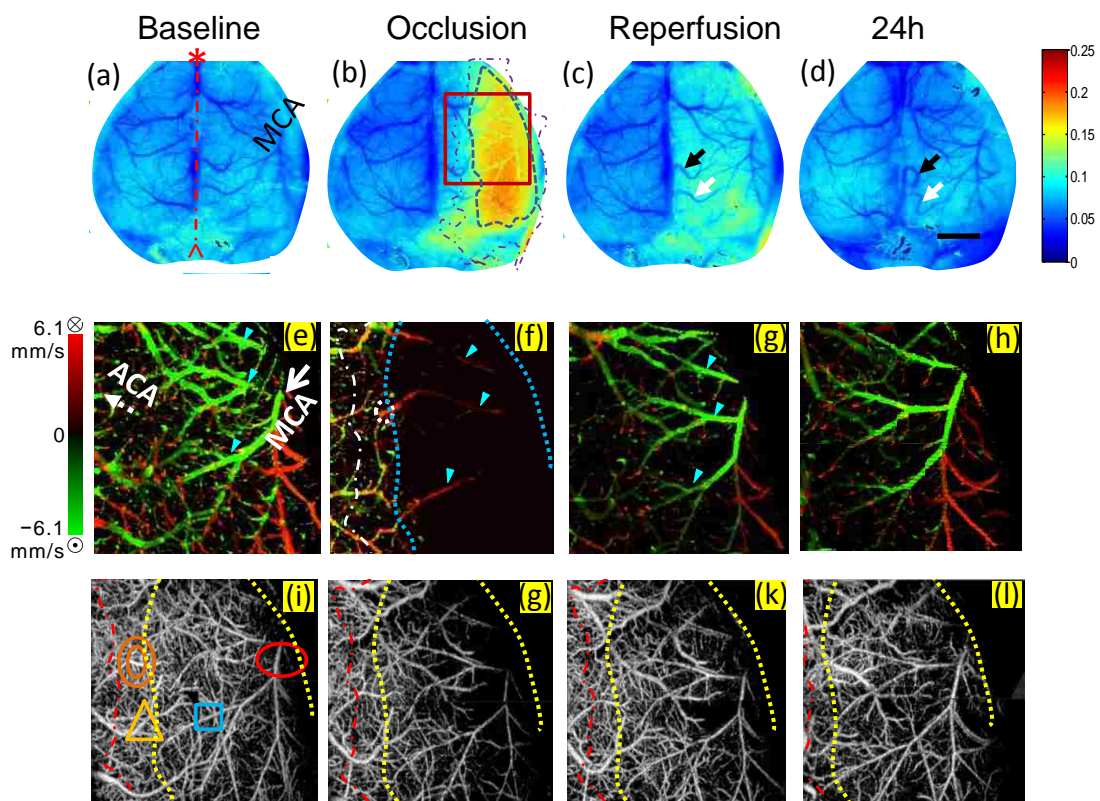 Baseline
Occlusion
Reperfusion
24h
(a)
*
MCA
^
(b)
(c)
(d)
0.25
0.2
0.15
0.1
0.05
0
6.1
mm/s
0
−6.1
mm/s
(e)
ACA
MCA
(f)
(g)
(h)
(i)
(g)
(k)
(l)